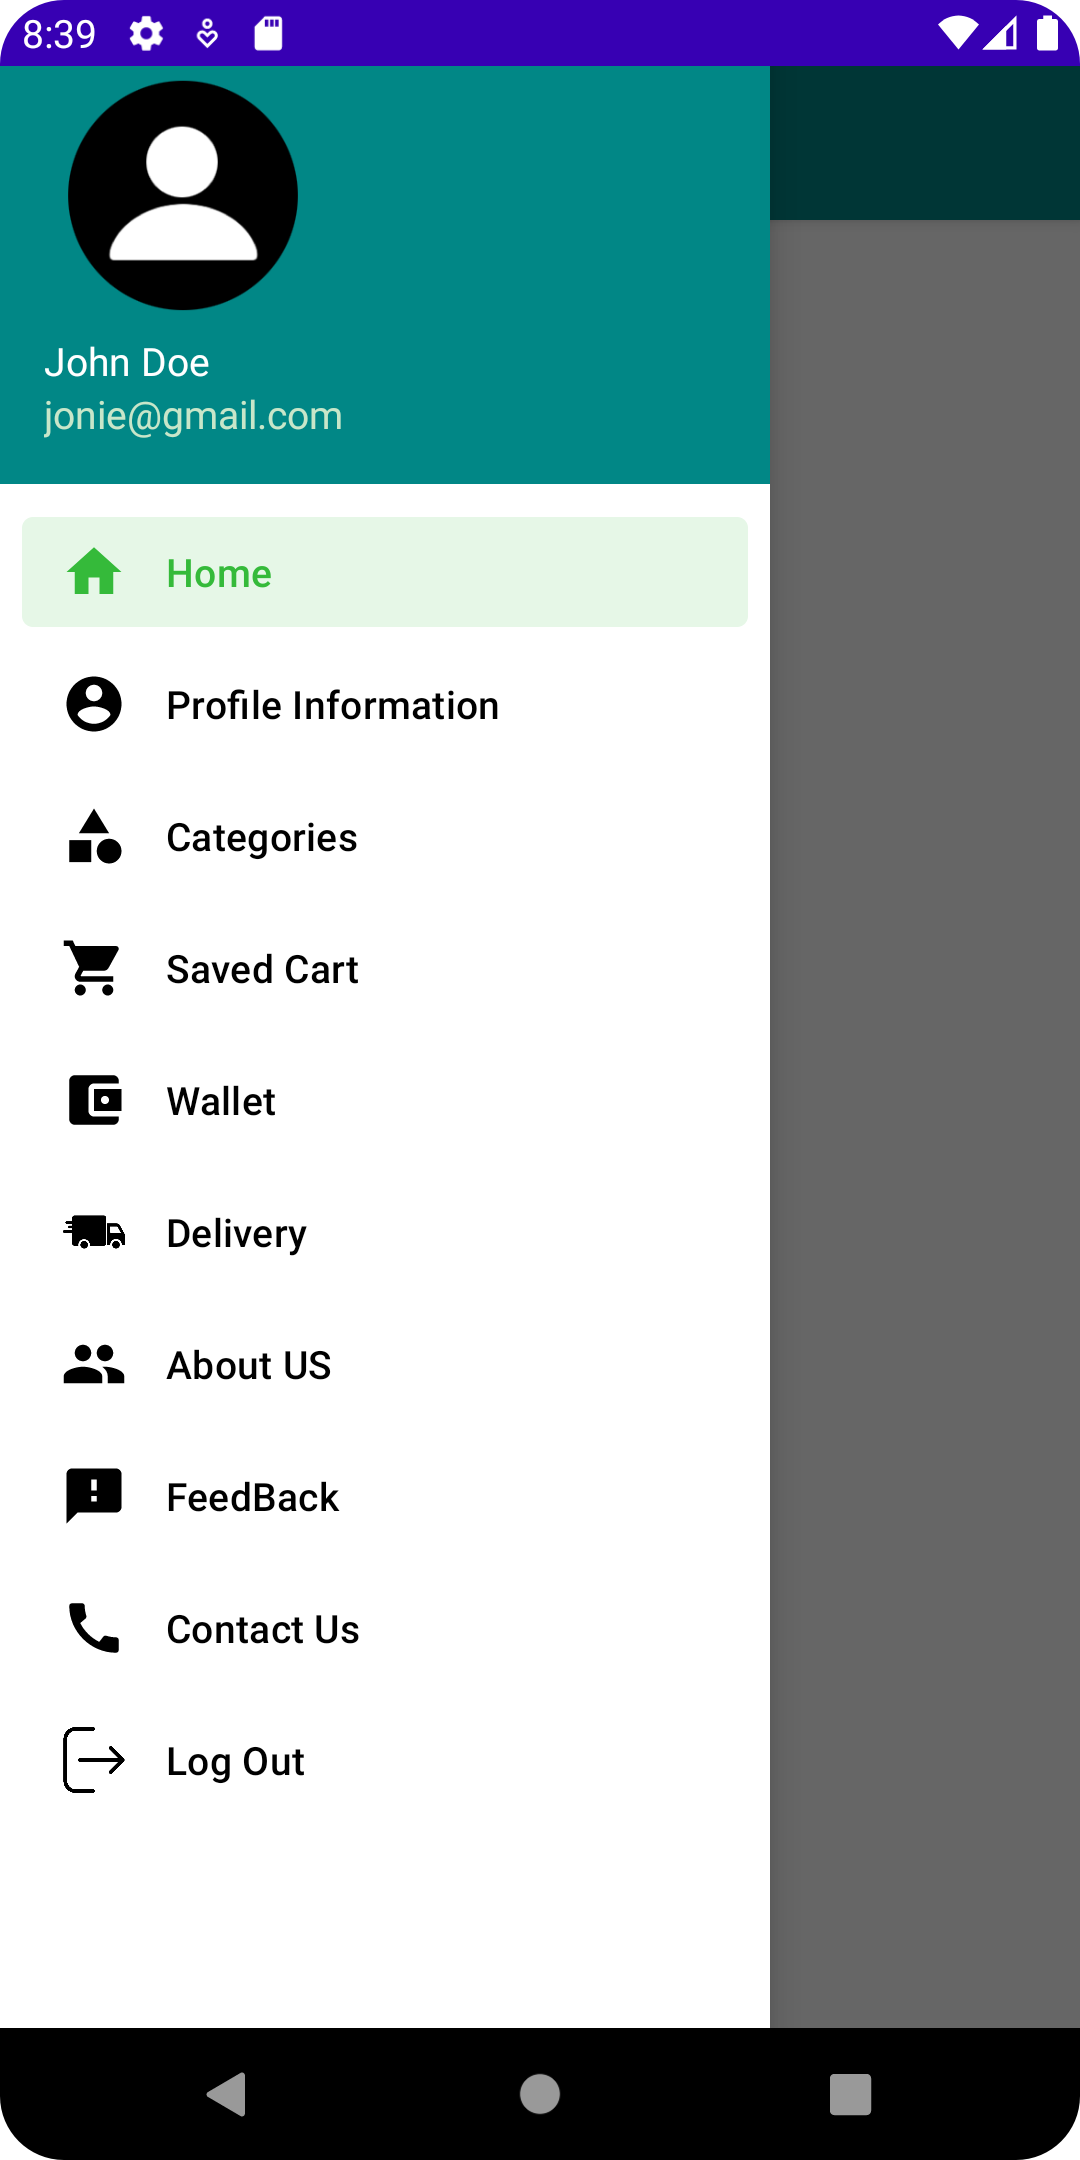 8:39
John Doe
jonie@gmail.com
Home
Profile Information
Categories
Saved Cart
Wallet
Delivery
About US
FeedBack
Contact Us
Log Out